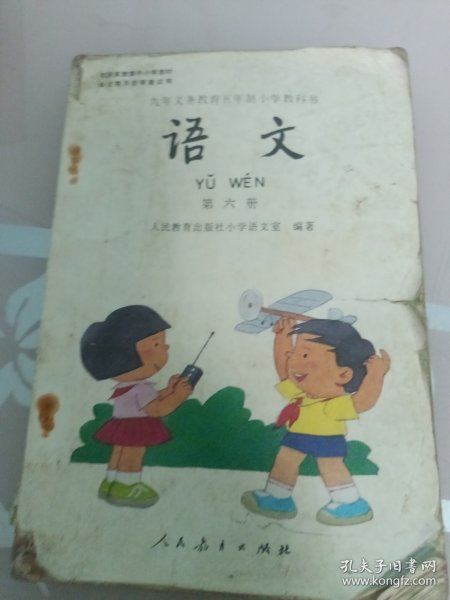 九年义务教育五年制小学教科书
语文
YǓ WÉN
第六册
人民教育出版社小学语文室 编著
人民教育出版社
孔夫子旧书网
www.kongfz.com